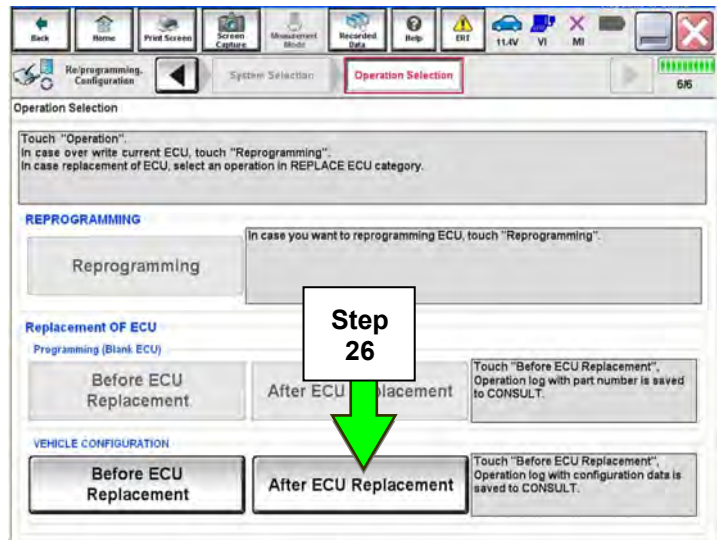 Back
Home
Print Screen
Screen Capture
Measurement Mode
Recorded Data
Help
ERT
11.4V
VI
MI
Re/programming, Configuration
System Selection
Operation Selection
6/6
Operation Selection
Touch "Operation".
In case over write current ECU, touch "Reprogramming".
In case replacement of ECU, select an operation in REPLACE ECU category.
REPROGRAMMING
Reprogramming
In case you want to reprogramming ECU, touch "Reprogramming".
Step
26
Replacement OF ECU
Programming (Blank ECU)
Before ECU
Replacement
After ECU lacement
Touch "Before ECU Replacement",
Operation log with part number is saved
to CONSULT.
VEHICLE CONFIGURATION
Before ECU
Replacement
After ECU Replacement
Touch "Before ECU Replacement",
Operation log with configuration data is
saved to CONSULT.